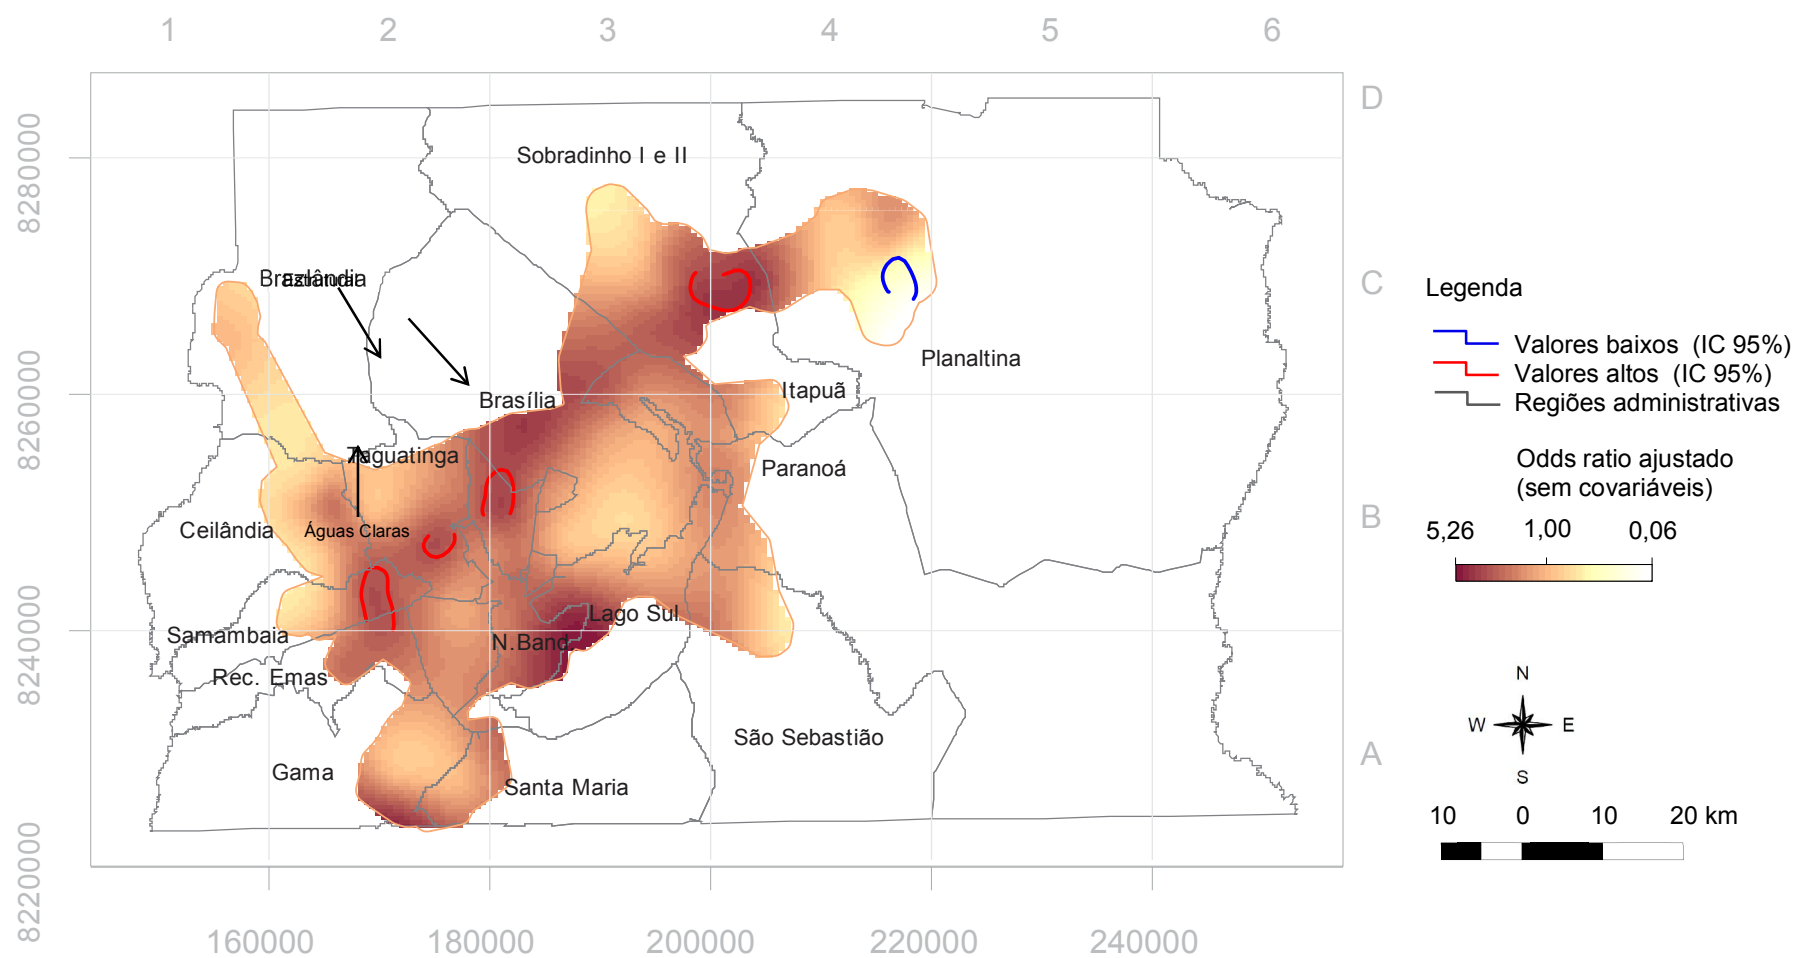 1 2 3 4 5 6
D
C
B
A
8280000
8260000
8240000
8220000
160000 180000 200000 220000 240000
Sobradinho I e II
Brazlândia
Estrutural
Planaltina
Itapuã
Brasília
Taguatinga
Paranoá
Ceilândia
Águas Claras
Lago Sul
Samambaia
N.Band.
Rec. Emas
São Sebastião
Gama
Santa Maria
Legenda
Valores baixos (IC 95%)
Valores altos (IC 95%)
Regiões administrativas
Odds ratio ajustado
(sem covariáveis)
5,26 1,00 0,06
N
W E
S
10 0 10 20 km